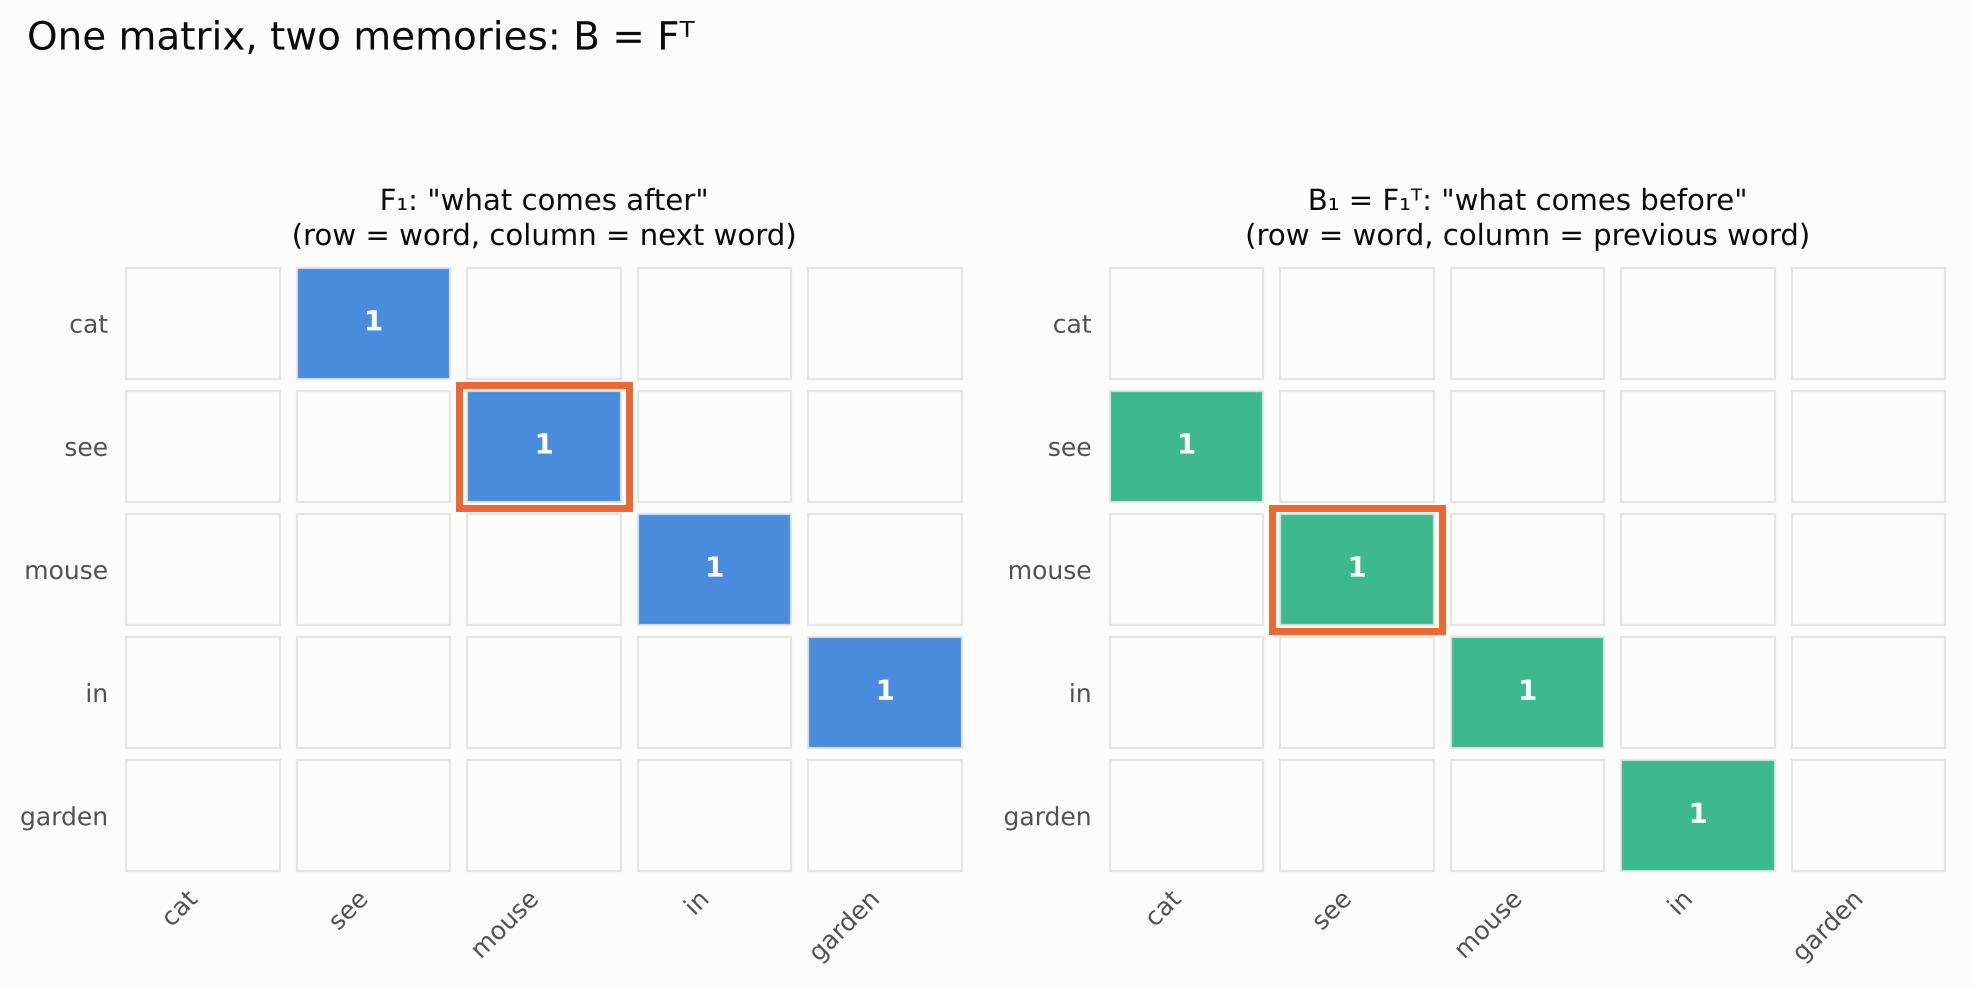 One matrix, two memories: B = Fᵀ
F₁: "what comes after"
(row = word, column = next word)
cat
see
mouse
in
garden
1
1
1
1
cat
see
mouse
in
garden
B₁ = F₁ᵀ: "what comes before"
(row = word, column = previous word)
cat
see
mouse
in
garden
1
1
1
1
cat
see
mouse
in
garden